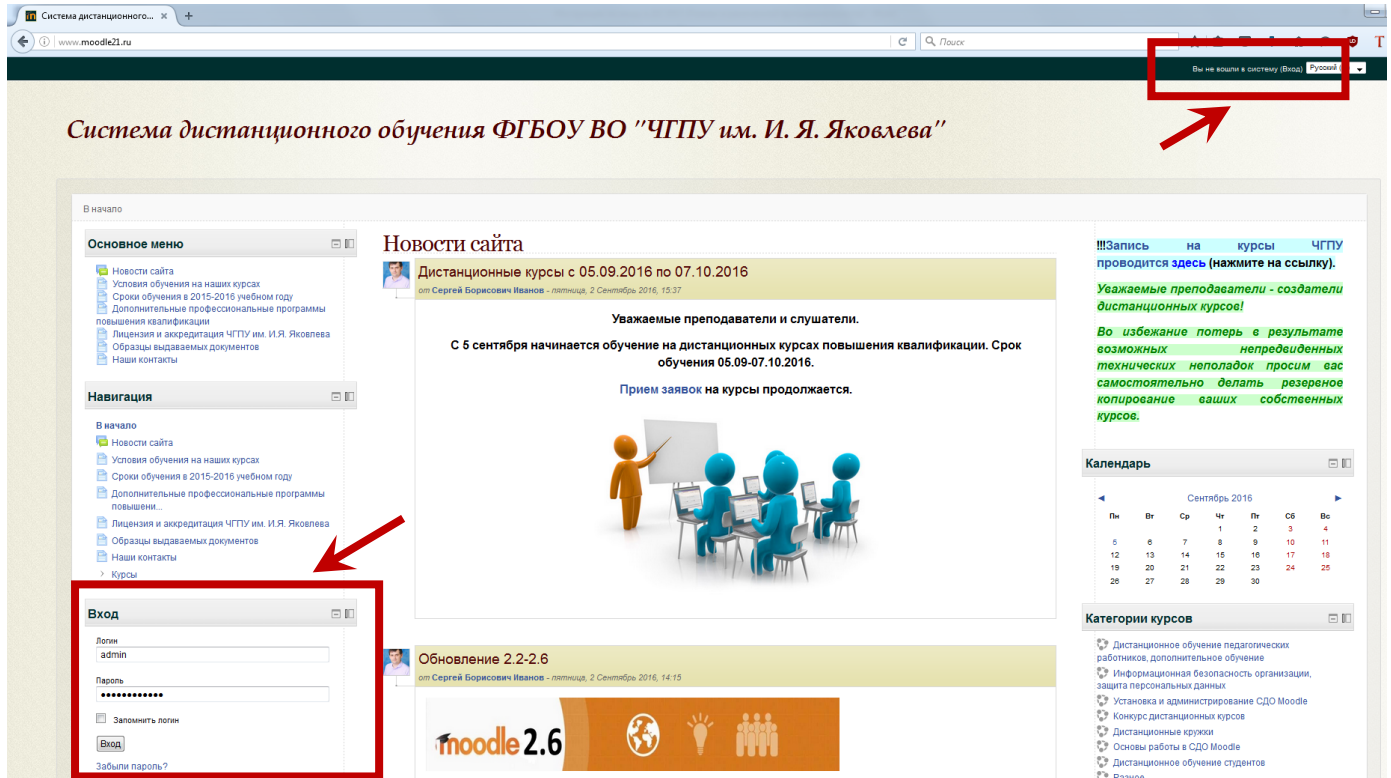 Система дистанционного...
www.moodle21.ru
Поиск
Вы не вошли в систему (Вход) Русский
Система дистанционного обучения ФГБОУ ВО "ЧГПУ им. И. Я. Яковлева"
В начало
Основное меню
Новости сайта
Условия обучения на наших курсах
Сроки обучения в 2015-2016 учебном году
Дополнительные профессиональные программы
повышения квалификации
Лицензия и аккредитация ЧГПУ им. И.Я. Яковлева
Образцы выдаваемых документов
Наши контакты
Навигация
В начало
Новости сайта
Условия обучения на наших курсах
Сроки обучения в 2015-2016 учебном году
Дополнительные профессиональные программы
повышени...
Лицензия и аккредитация ЧГПУ им. И.Я. Яковлева
Образцы выдаваемых документов
Наши контакты
Курсы
Вход
Логин
admin
Пароль
••••••••••••
Запомнить логин
Вход
Забыли пароль?
Новости сайта
Дистанционные курсы с 05.09.2016 по 07.10.2016
от Сергей Борисович Иванов - пятница, 2 Сентябрь 2016, 15:37
Уважаемые преподаватели и слушатели.
С 5 сентября начинается обучение на дистанционных курсах повышения квалификации. Срок
обучения 05.09-07.10.2016.
Прием заявок на курсы продолжается.
Обновление 2.2-2.6
от Сергей Борисович Иванов - пятница, 2 Сентябрь 2016, 14:15
moodle 2.6
!!!Запись на курсы ЧГПУ
проводится здесь (нажмите на ссылку).
Уважаемые преподаватели - создатели
дистанционных курсов!
Во избежание потерь в результате
возможных непредвиденных
технических неполадок просим вас
самостоятельно делать резервное
копирование ваших собственных
курсов.
Календарь
◄ Сентябрь 2016 ►
Пн Вт Ср Чт Пт Сб Вс
1 2 3 4
5 6 7 8 9 10 11
12 13 14 15 16 17 18
19 20 21 22 23 24 25
26 27 28 29 30
Категории курсов
Дистанционное обучение педагогических
работников, дополнительное обучение
Информационная безопасность организации,
защита персональных данных
Установка и администрирование СДО Moodle
Конкурс дистанционных курсов
Дистанционные кружки
Основы работы в СДО Moodle
Дистанционное обучение студентов
Разное